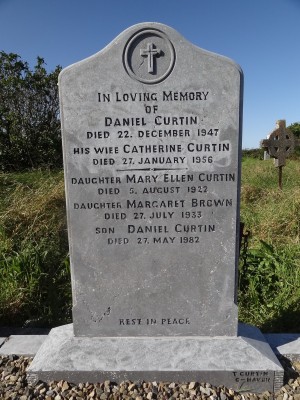 IN LOVING MEMORY
OF
DANIEL CURTIN
DIED 22. DECEMBER 1947
HIS WIFE CATHERINE CURTIN
DIED 27. JANUARY 1956
DAUGHTER MARY ELLEN CURTIN
DIED 5. AUGUST 1922
DAUGHTER MARGARET BROWN
DIED 27. JULY 1933
SON DANIEL CURTIN
DIED 27. MAY 1982
REST IN PEACE
T CURTIN